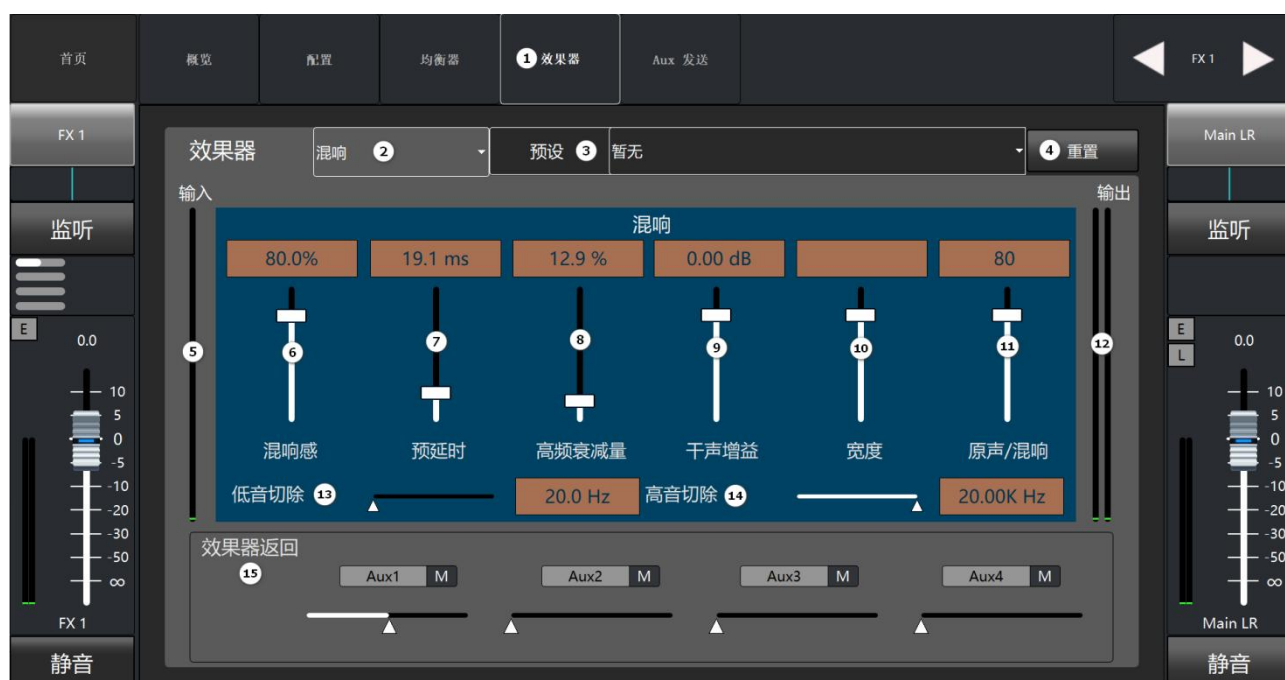 首页 概览 配置 均衡器 1 效果器 Aux 发送 FX 1
FX 1
监听
E
0.0
10
5
0
-5
-10
-20
-30
-50
∞
FX 1
静音
效果器 混响 2 预设 3 暂无 4 重置
输入 输出
混响
80.0% 19.1 ms 12.9 % 0.00 dB 80
5 6 7 8 9 10 11 12
混响感 预延时 高频衰减量 干声增益 宽度 原声/混响
低音切除 13 20.0 Hz 高音切除 14 20.00K Hz
效果器返回
15
Aux1 M Aux2 M Aux3 M Aux4 M
Main LR
监听
E
L
0.0
10
5
0
-5
-10
-20
-30
-50
∞
Main LR
静音